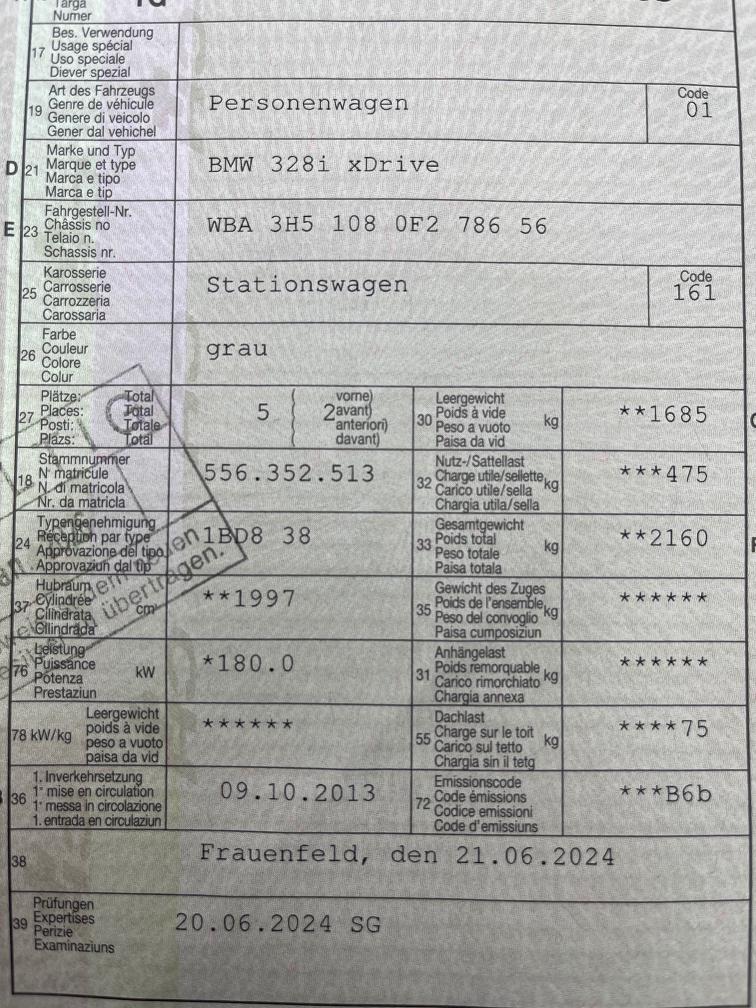 Targa
Numer
17 Bes. Verwendung
Usage spécial
Uso speciale
Diever spezial
19 Art des Fahrzeugs
Genre de véhicule
Genere di veicolo
Gener dal vehichel
Personenwagen
Code
01
D 21 Marke und Typ
Marque et type
Marca e tipo
Marca e tip
BMW 328i xDrive
E 23 Fahrgestell-Nr.
Châssis no
Telaio n.
Schassis nr.
WBA 3H5 108 0F2 786 56
25 Karosserie
Carrosserie
Carrozzeria
Carossaria
Stationswagen
Code
161
26 Farbe
Couleur
Colore
Colur
grau
27 Plätze: Total
Places: Total
Posti: Totale
Plazs: Total
5 ( 2 vorne)
avant)
anteriori)
davant)
30 Leergewicht
Poids à vide
Peso a vuoto
Paisa da vid
kg **1685
18 Stammnummer
N° matricule
N. di matricola
Nr. da matricla
556.352.513
32 Nutz-/Sattellast
Charge utile/sellette
Carico utile/sella
Chargia utila/sella
kg ***475
24 Typengenehmigung
Réception par type
Approvazione del tipo
Approvaziun dal tip
1BD8 38
33 Gesamtgewicht
Poids total
Peso totale
Paisa totala
kg **2160
37 Hubraum
Cylindrée
Cilindrata
Cilindrada
cm³ **1997
35 Gewicht des Zuges
Poids de l'ensemble
Peso del convoglio
Paisa cumposiziun
kg ******
76 Leistung
Puissance
Potenza
Prestaziun
kW *180.0
31 Anhängelast
Poids remorquable
Carico rimorchiato
Chargia annexa
kg ******
78 kW/kg Leergewicht
poids à vide
peso a vuoto
paisa da vid
******
55 Dachlast
Charge sur le toit
Carico sul tetto
Chargia sin il tetg
kg ****75
36 1. Inverkehrsetzung
1° mise en circulation
1° messa in circolazione
1. entrada en circulaziun
09.10.2013
72 Emissionscode
Code émissions
Codice emissioni
Code d'emissiuns
***B6b
38 Frauenfeld, den 21.06.2024
39 Prüfungen
Expertises
Perizie
Examinaziuns
20.06.2024 SG
übertragen.